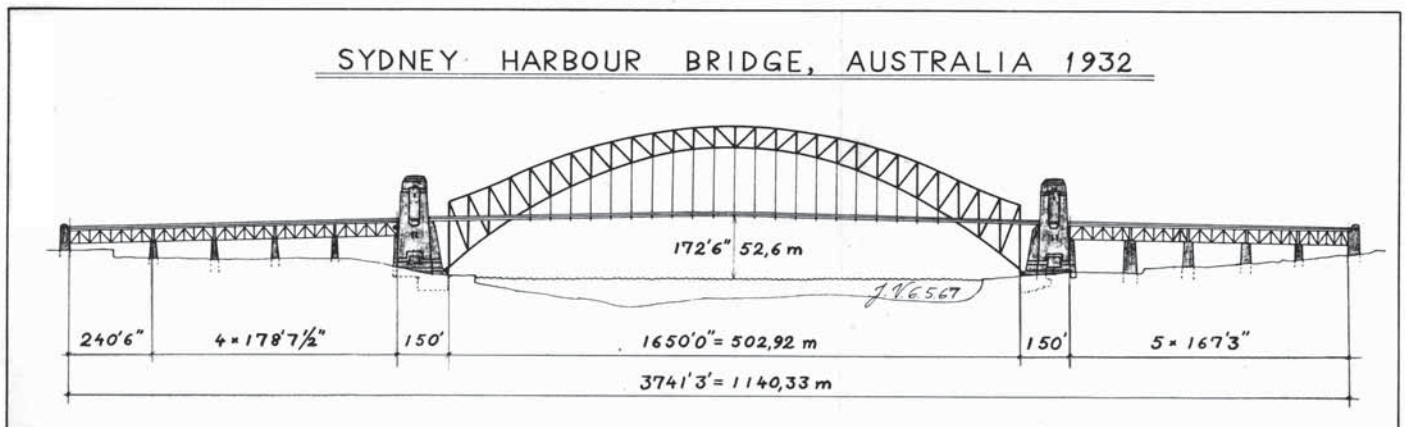 SYDNEY HARBOUR BRIDGE, AUSTRALIA 1932
172'6" 52,6 m
J.V. 6.5.67
240'6" 4 × 178'7½" 150' 1650'0" = 502,92 m 150' 5 × 167'3"
3741'3' = 1140,33 m